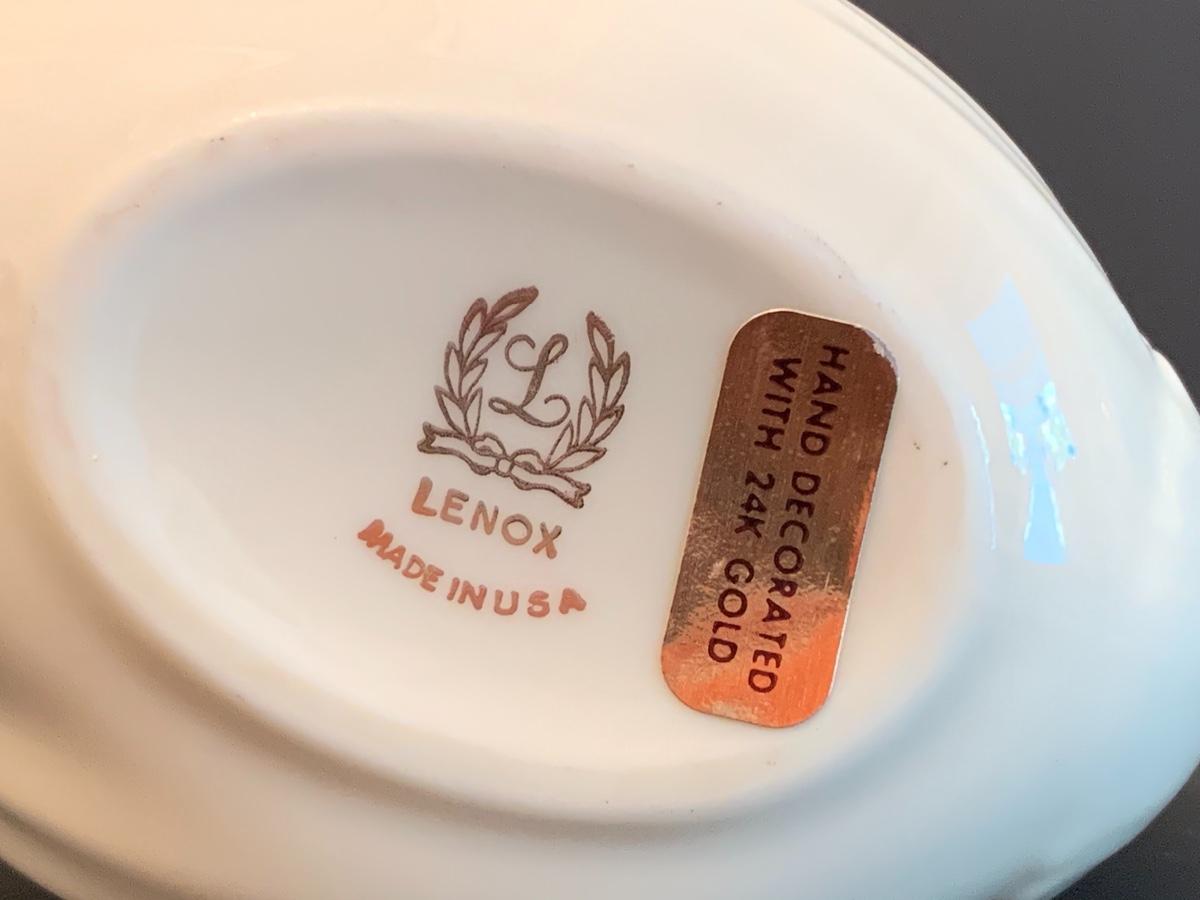 L
LENOX
MADE IN USA
HAND DECORATED
WITH 24K GOLD